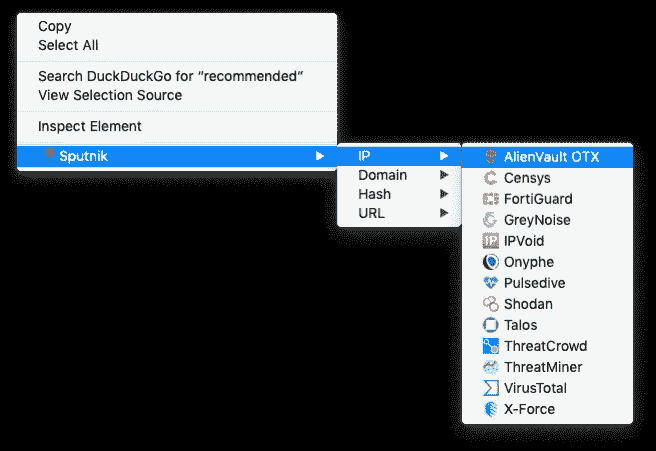 Copy
Select All
Search DuckDuckGo for “recommended”
View Selection Source
Inspect Element
Sputnik
IP
Domain
Hash
URL
AlienVault OTX
Censys
FortiGuard
GreyNoise
IPVoid
Onyphe
Pulsedive
Shodan
Talos
ThreatCrowd
ThreatMiner
VirusTotal
X-Force